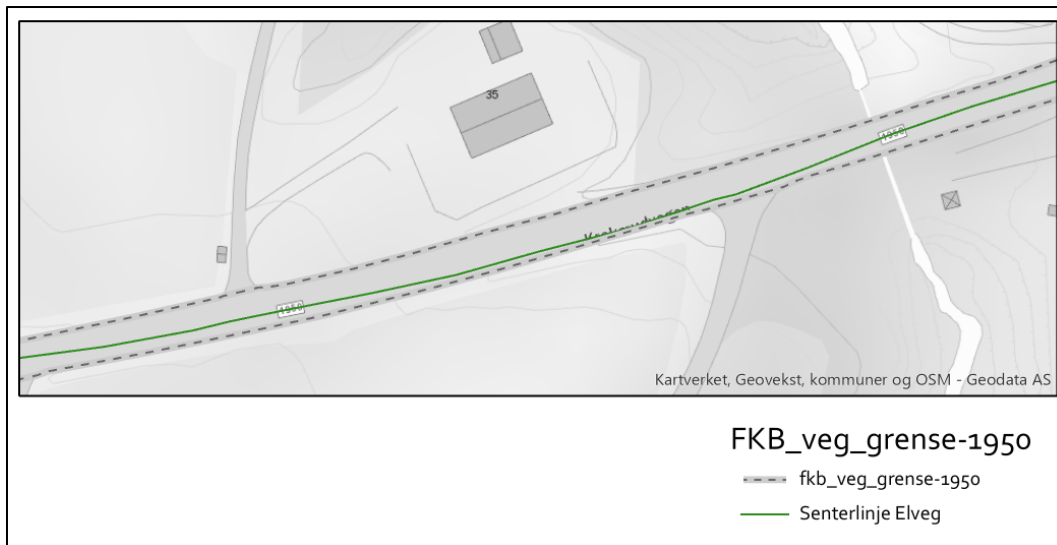 35
1950
1950
Kartverket, Geovekst, kommuner og OSM - Geodata AS
FKB_veg_grense-1950
fkb_veg_grense-1950
Senterlinje Elveg